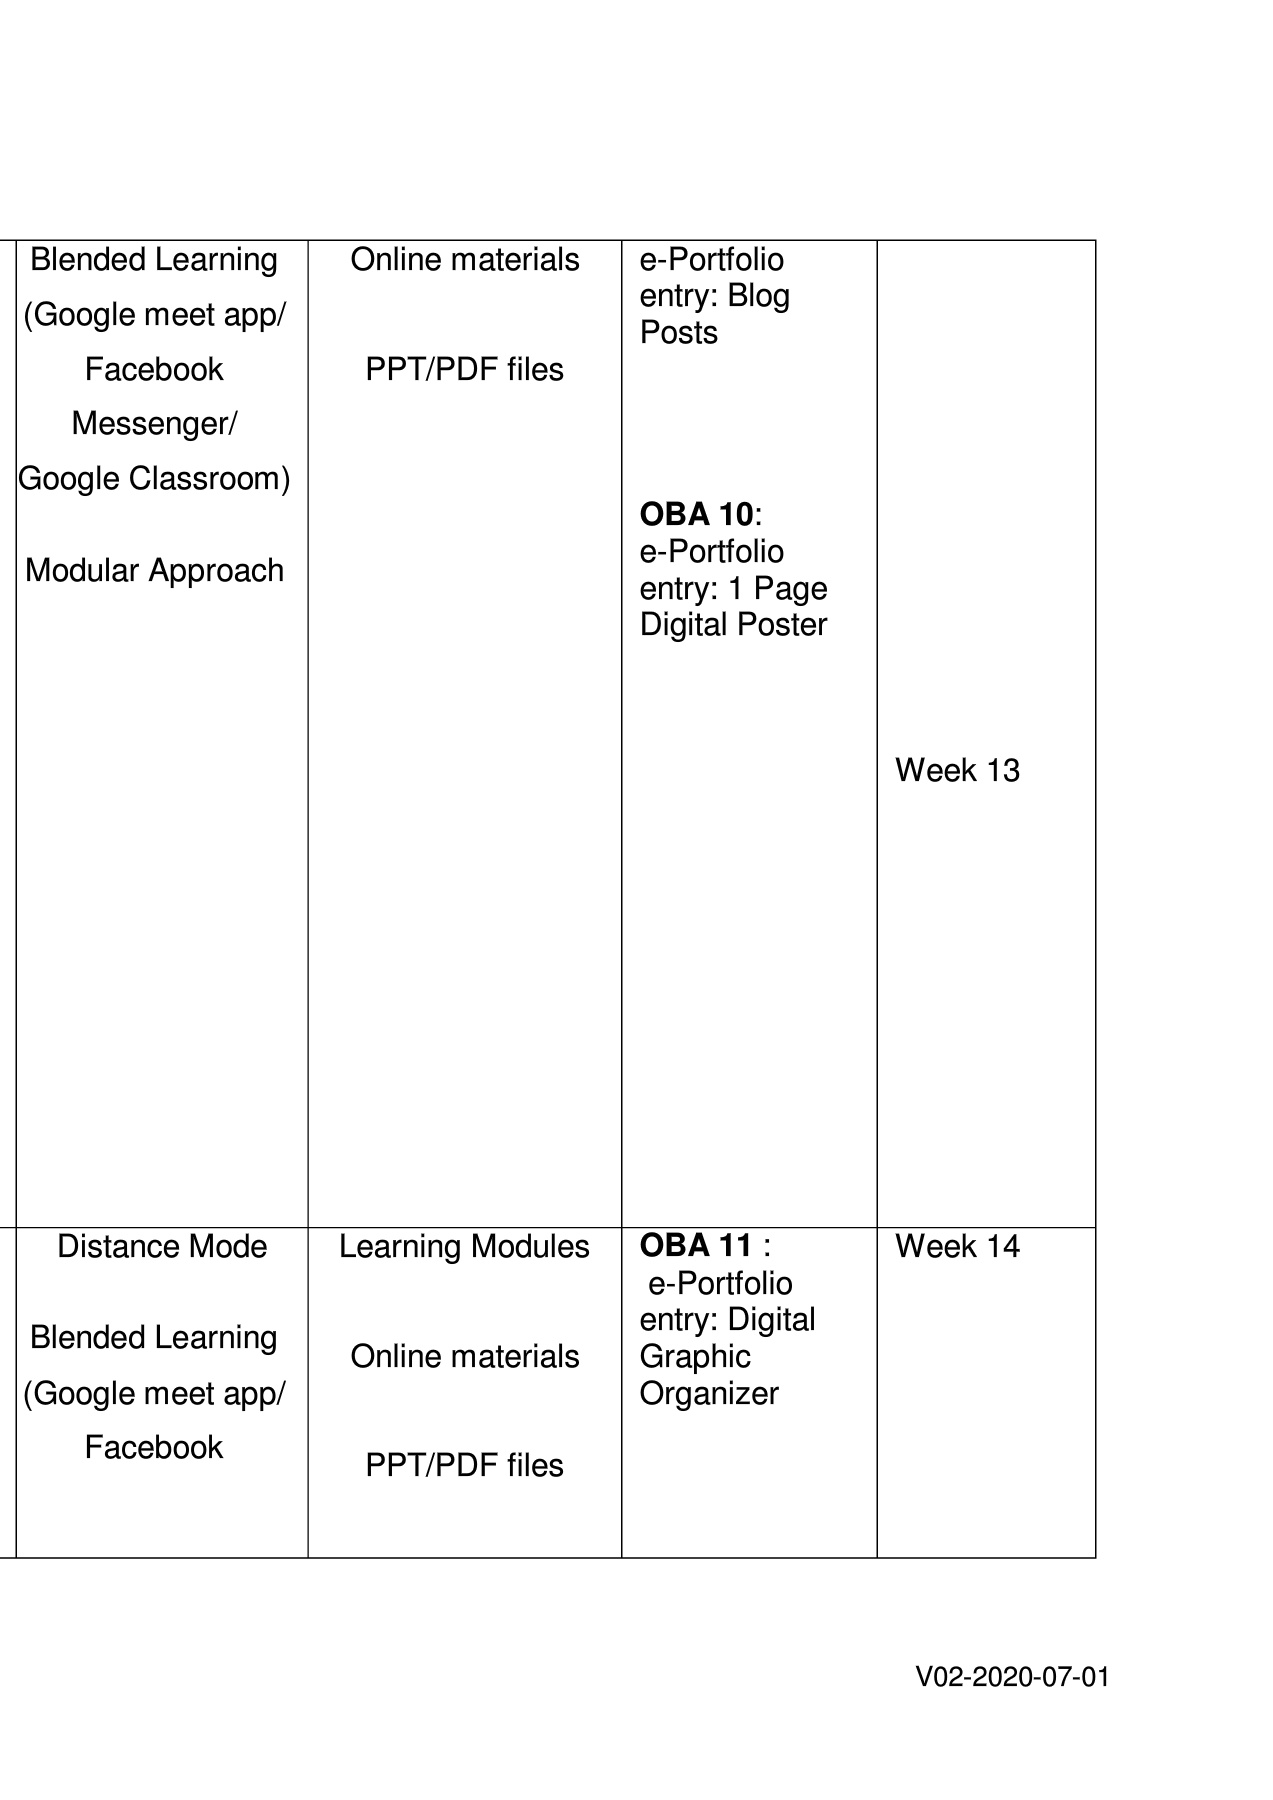 Blended Learning
(Google meet app/
Facebook
Messenger/
Google Classroom)
Modular Approach
Online materials
PPT/PDF files
e-Portfolio
entry: Blog
Posts
OBA 10:
e-Portfolio
entry: 1 Page
Digital Poster
Week 13
Distance Mode
Blended Learning
(Google meet app/
Facebook
Learning Modules
Online materials
PPT/PDF files
OBA 11 :
e-Portfolio
entry: Digital
Graphic
Organizer
Week 14
V02-2020-07-01